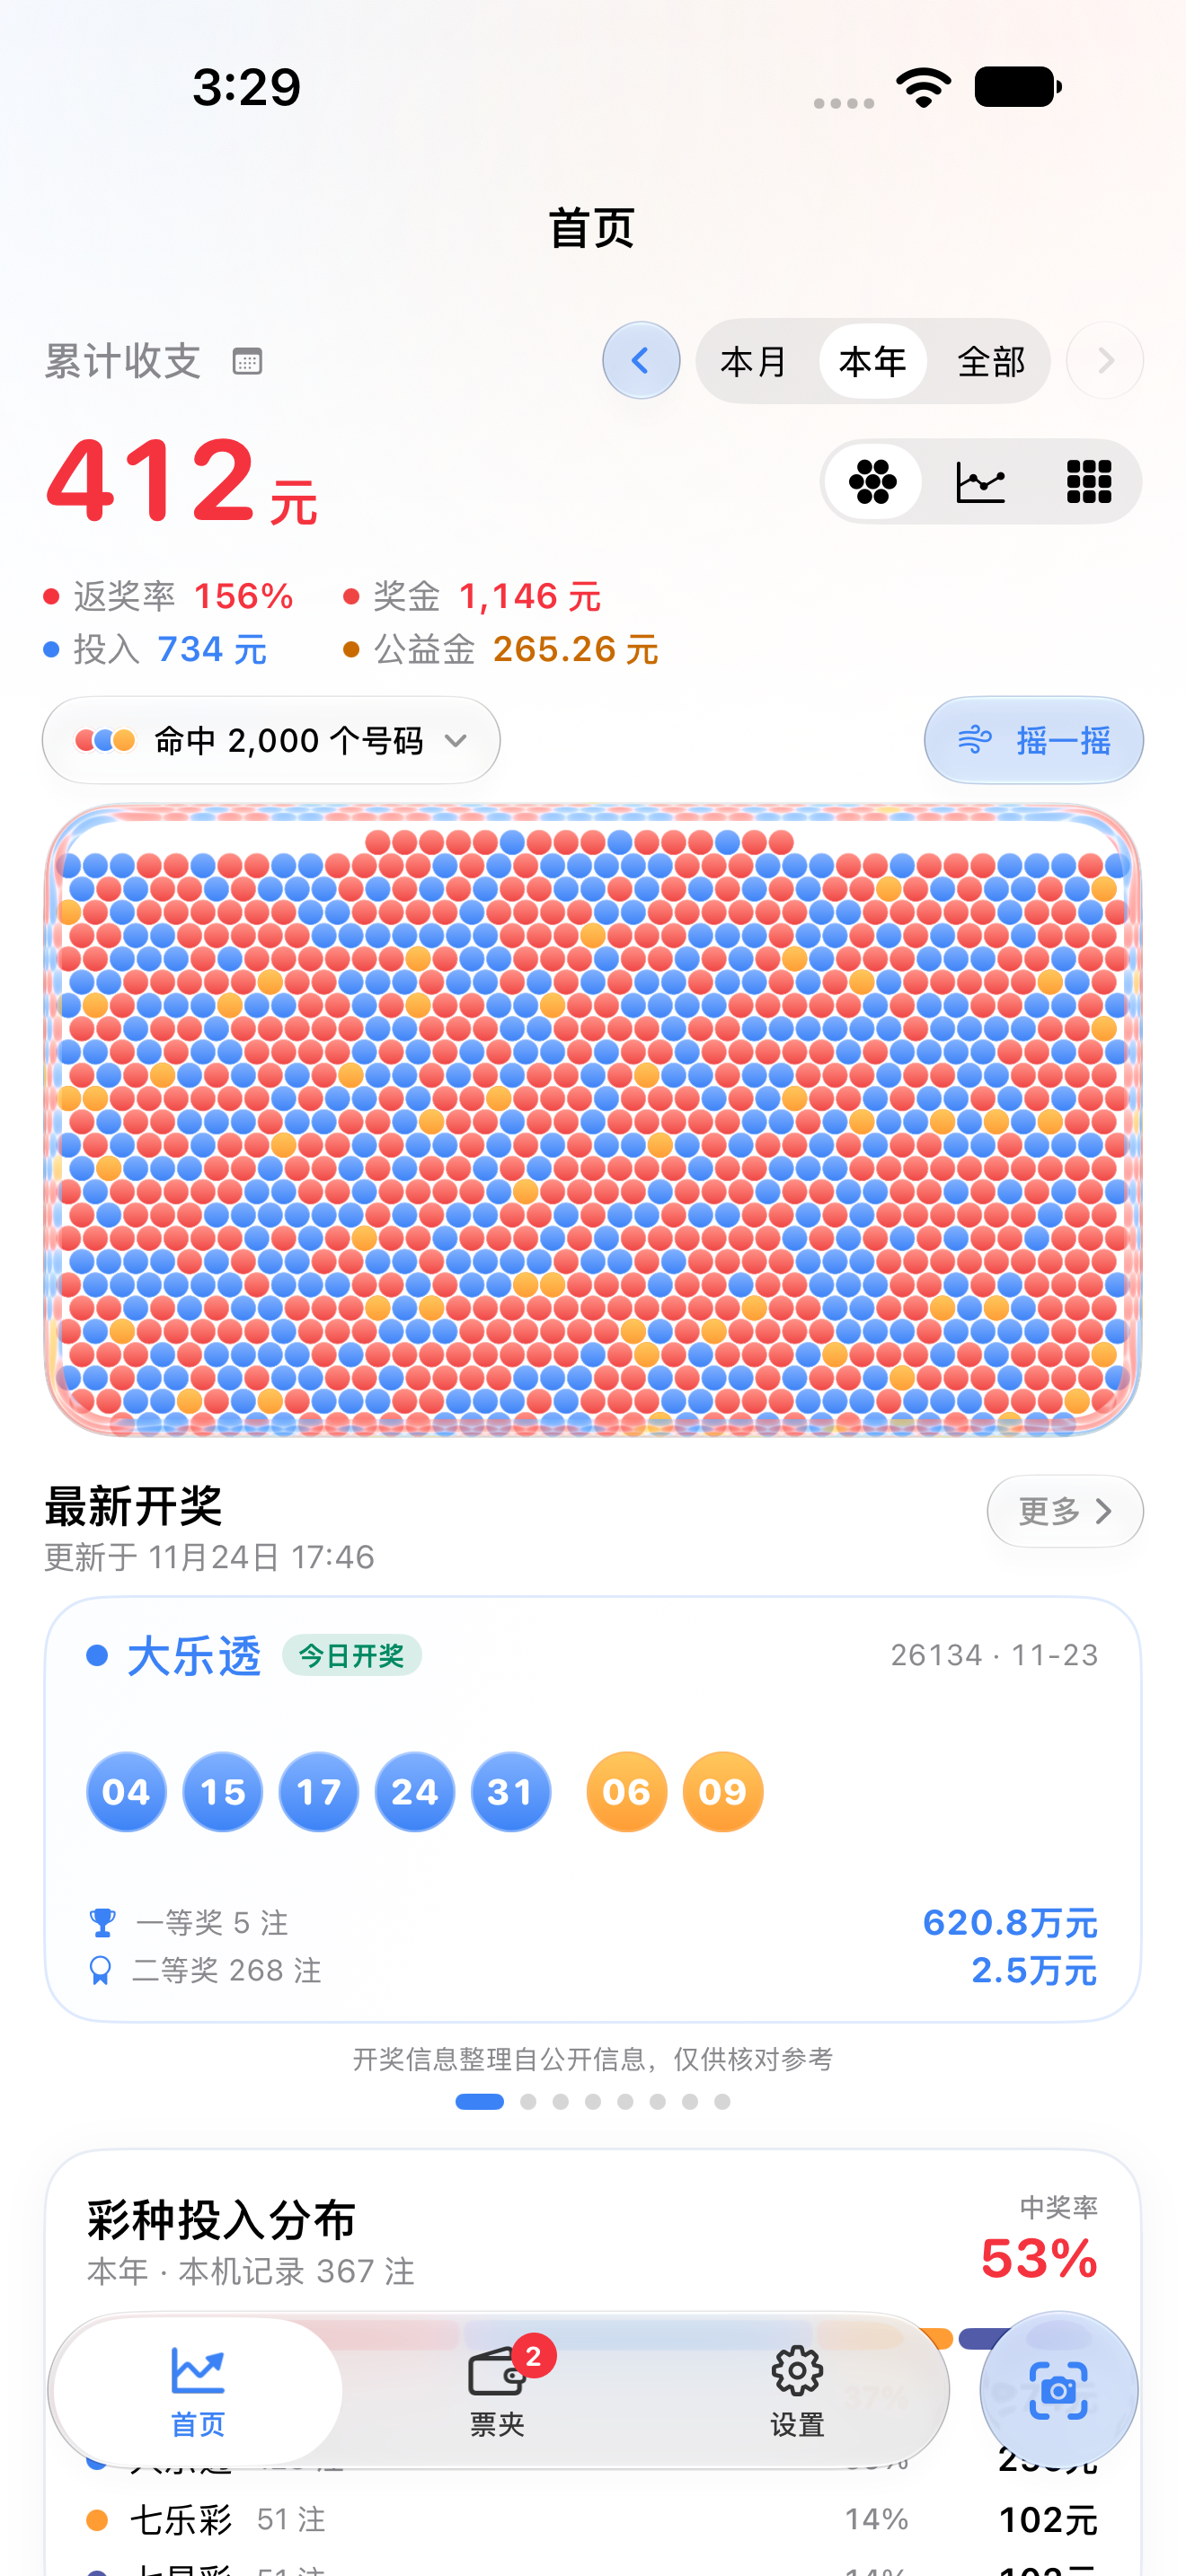 3:29
首页
累计收支
本月 本年 全部
412 元
返奖率 156% 奖金 1,146 元
投入 734 元 公益金 265.26 元
命中 2,000 个号码
摇一摇
最新开奖
更多
更新于 11月24日 17:46
大乐透 今日开奖 26134 · 11-23
04 15 17 24 31 06 09
一等奖 5 注 620.8万元
二等奖 268 注 2.5万元
开奖信息整理自公开信息，仅供核对参考
彩种投入分布 中奖率
本年 · 本机记录 367 注 53%
2
37%
首页 票夹 设置
七乐彩 51 注 14% 102元